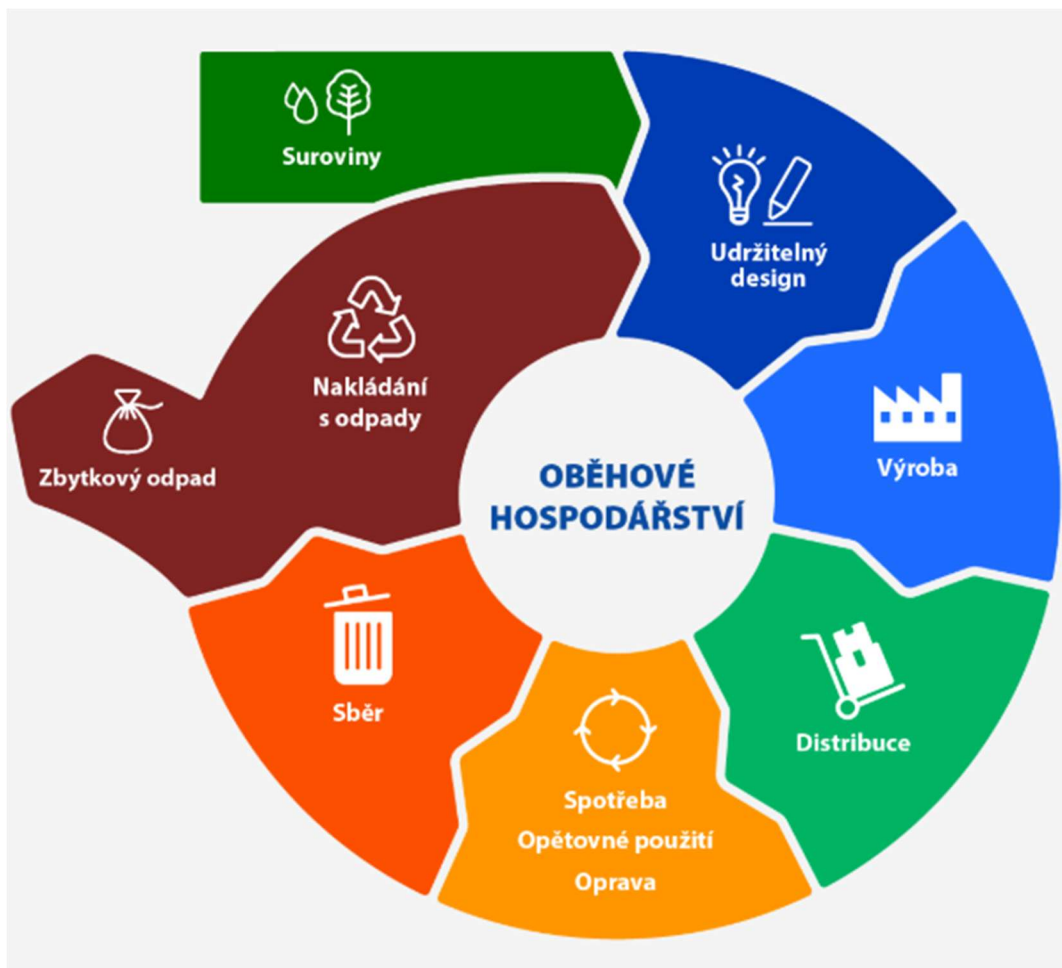 Suroviny
Udržitelný
design
Výroba
Distribuce
Spotřeba
Opětovné použití
Oprava
Sběr
Nakládání
s odpady
Zbytkový odpad
OBĚHOVÉ
HOSPODÁŘSTVÍ